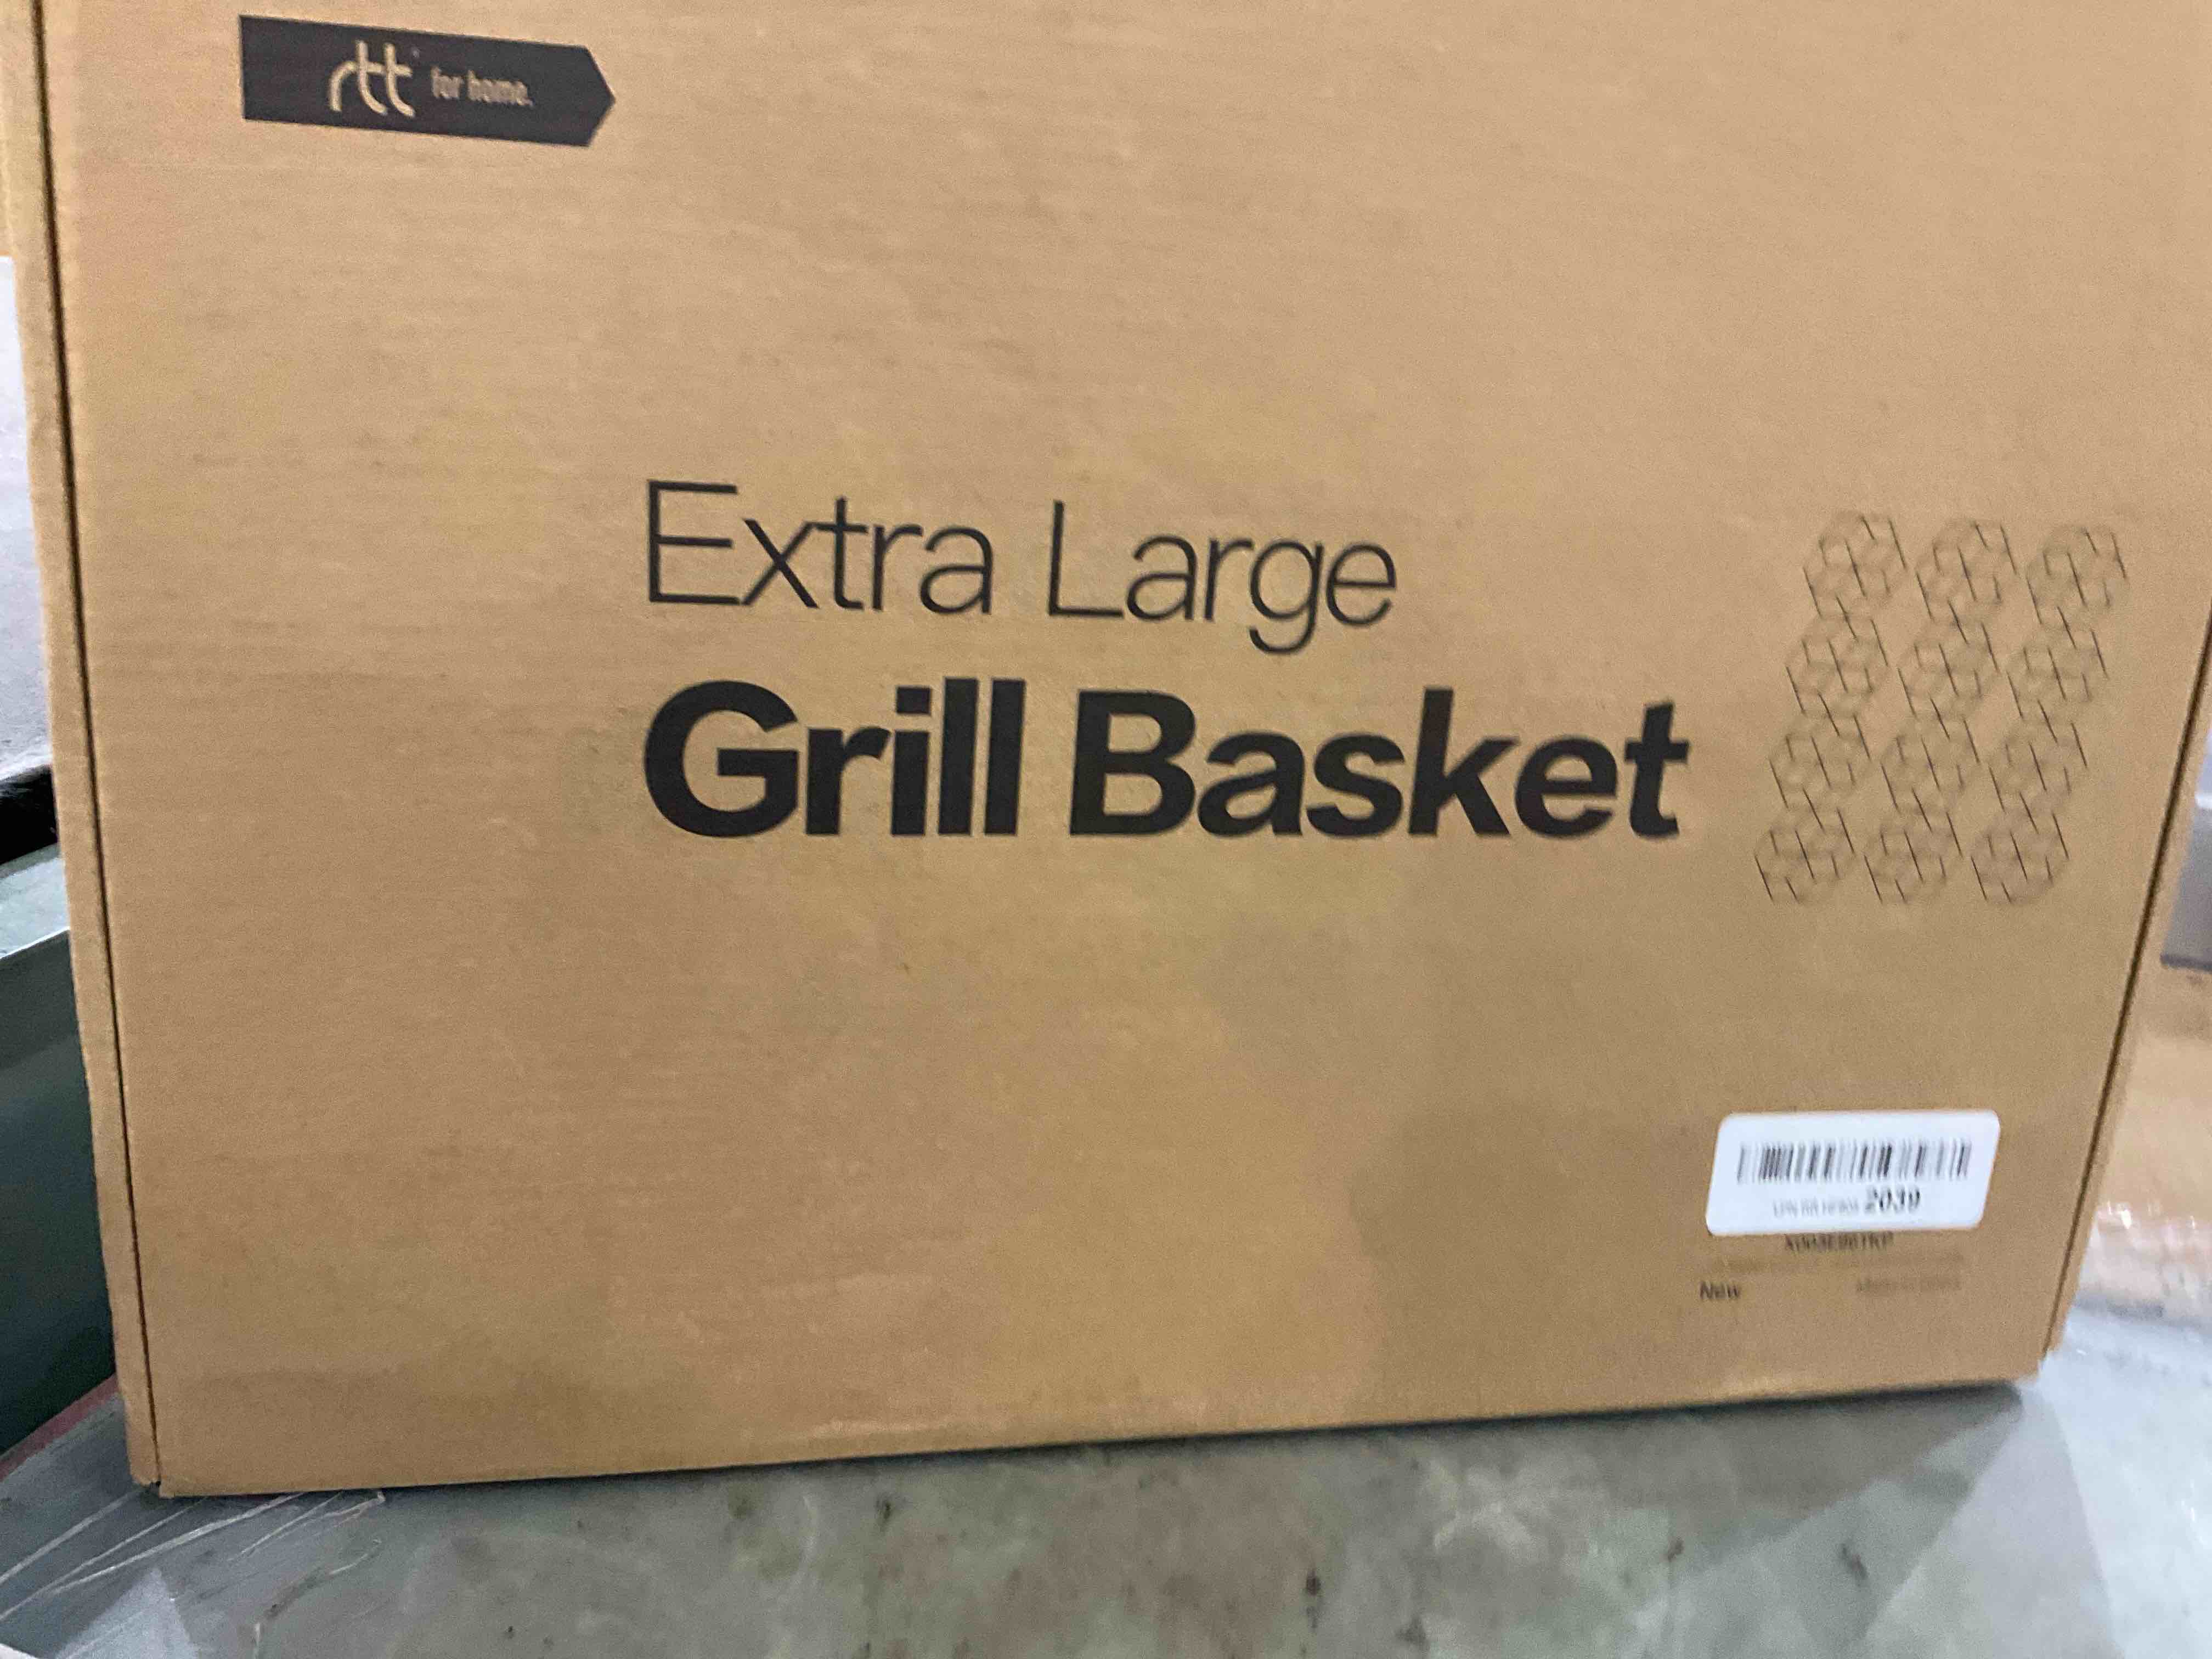 rtt for home.
Extra Large
Grill Basket
2039
New